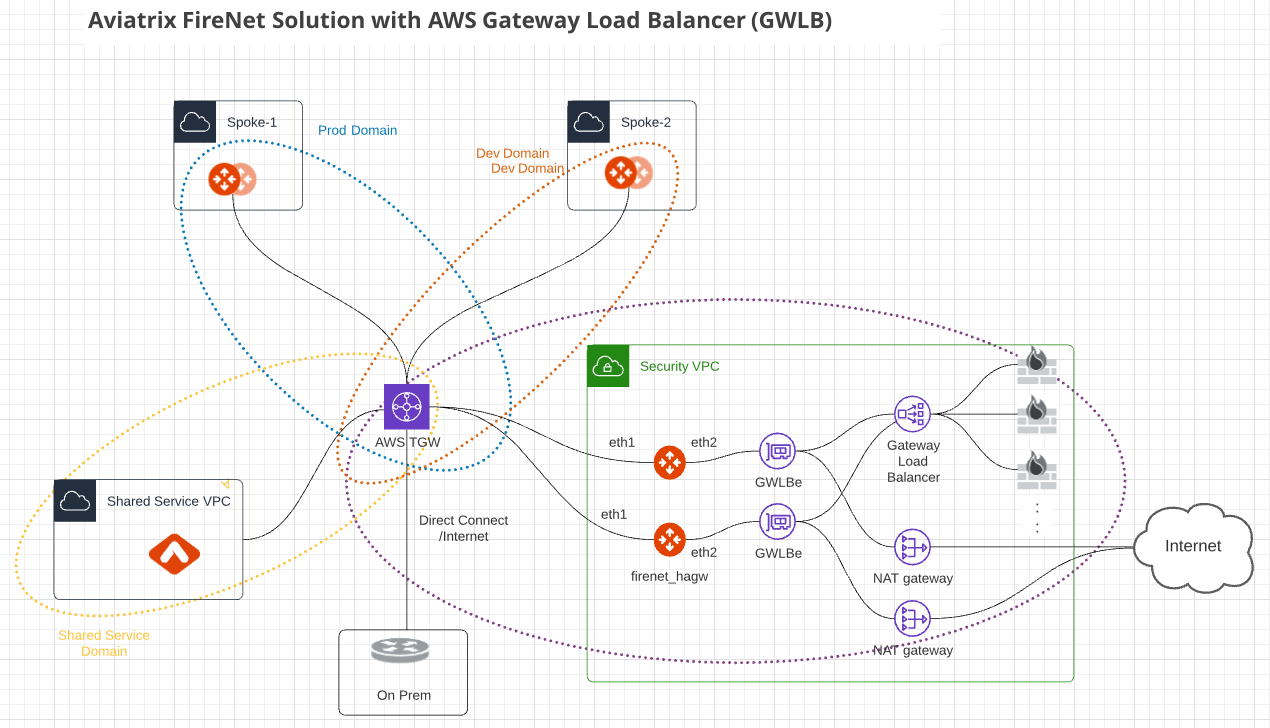 Aviatrix FireNet Solution with AWS Gateway Load Balancer (GWLB)
Spoke-1
Prod Domain
Spoke-2
Dev Domain
Dev Domain
Security VPC
AWS TGW
eth1
eth2
GWLBe
Gateway
Load
Balancer
Shared Service VPC
Direct Connect
/Internet
eth1
eth2
GWLBe
firenet_hagw
NAT gateway
Internet
NAT gateway
Shared Service
Domain
On Prem